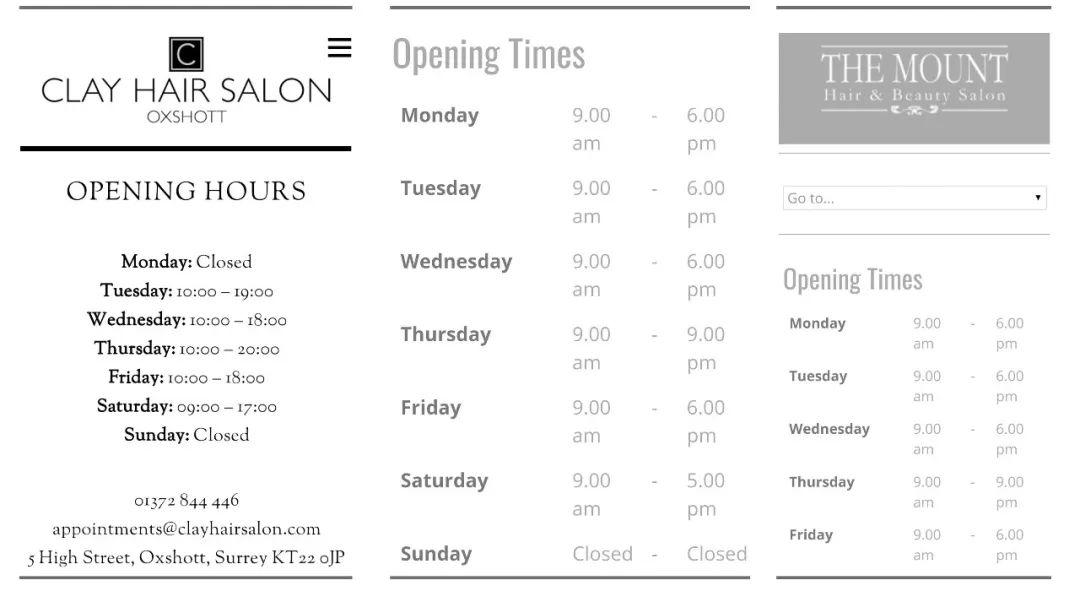 C
CLAY HAIR SALON
OXSHOTT
OPENING HOURS
Monday: Closed
Tuesday: 10:00 – 19:00
Wednesday: 10:00 – 18:00
Thursday: 10:00 – 20:00
Friday: 10:00 – 18:00
Saturday: 09:00 – 17:00
Sunday: Closed
01372 844 446
appointments@clayhairsalon.com
5 High Street, Oxshott, Surrey KT22 0JP
Opening Times
Monday 9.00 - 6.00
am pm
Tuesday 9.00 - 6.00
am pm
Wednesday 9.00 - 6.00
am pm
Thursday 9.00 - 9.00
am pm
Friday 9.00 - 6.00
am pm
Saturday 9.00 - 5.00
am pm
Sunday Closed - Closed
THE MOUNT
Hair & Beauty Salon
Go to...
Opening Times
Monday 9.00 - 6.00
am pm
Tuesday 9.00 - 6.00
am pm
Wednesday 9.00 - 6.00
am pm
Thursday 9.00 - 9.00
am pm
Friday 9.00 - 6.00
am pm